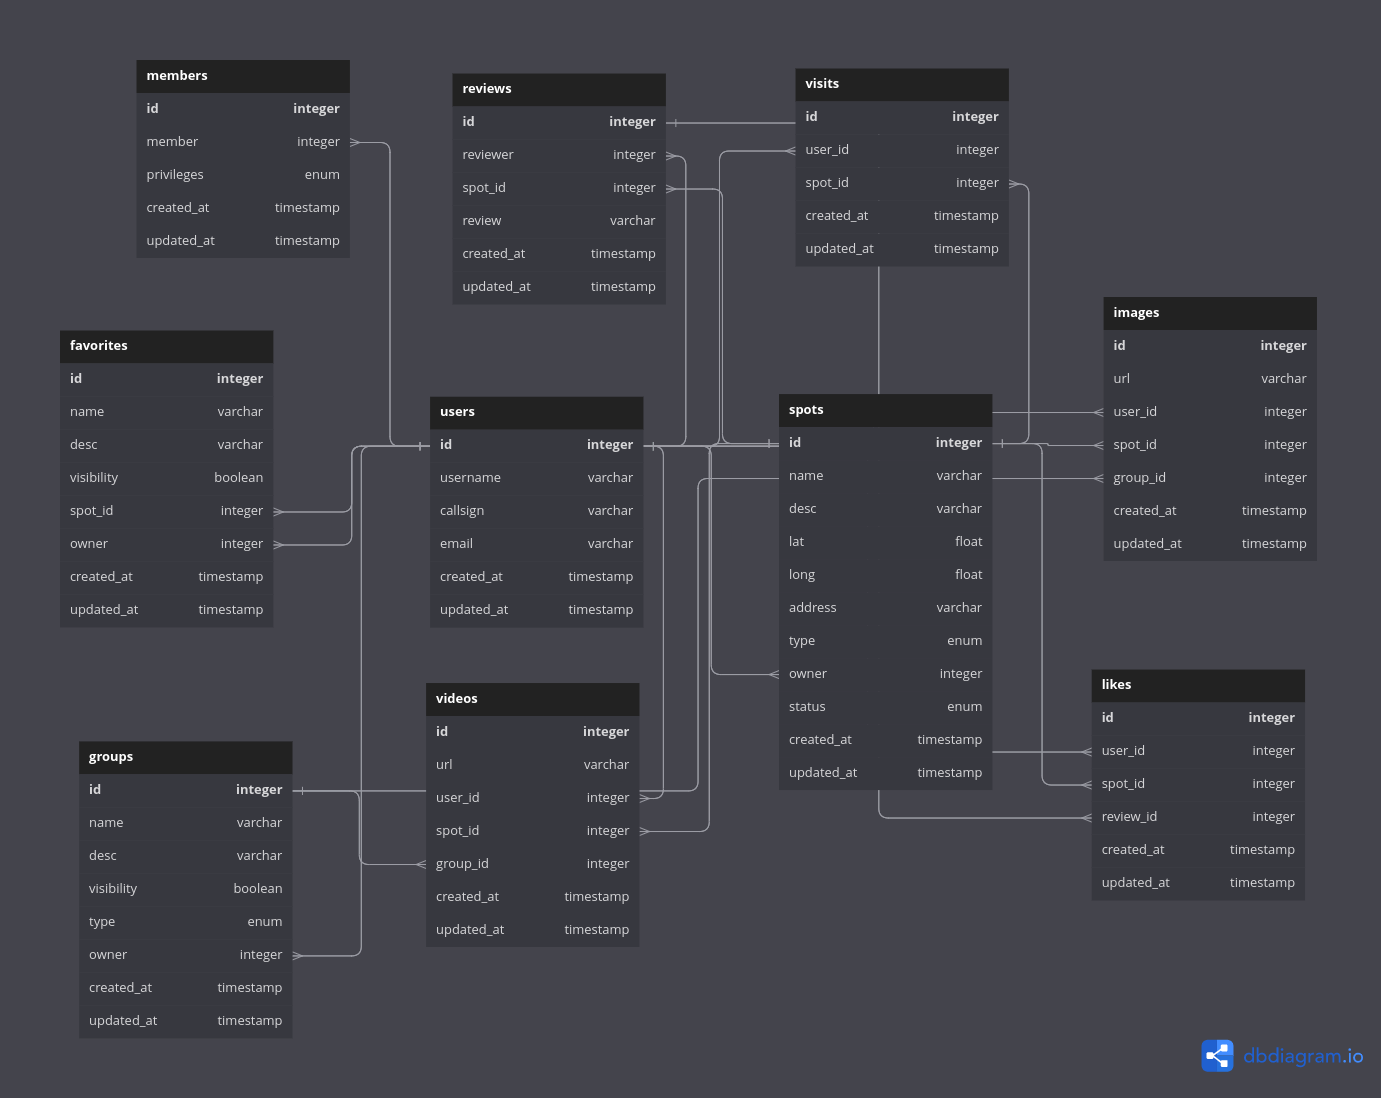 members
id integer
member integer
privileges enum
created_at timestamp
updated_at timestamp
reviews
id integer
reviewer integer
spot_id integer
review varchar
created_at timestamp
updated_at timestamp
visits
id integer
user_id integer
spot_id integer
created_at timestamp
updated_at timestamp
images
id integer
url varchar
user_id integer
spot_id integer
group_id integer
created_at timestamp
updated_at timestamp
favorites
id integer
name varchar
desc varchar
visibility boolean
spot_id integer
owner integer
created_at timestamp
updated_at timestamp
users
id integer
username varchar
callsign varchar
email varchar
created_at timestamp
updated_at timestamp
spots
id integer
name varchar
desc varchar
lat float
long float
address varchar
type enum
owner integer
status enum
created_at timestamp
updated_at timestamp
likes
id integer
user_id integer
spot_id integer
review_id integer
created_at timestamp
updated_at timestamp
videos
id integer
url varchar
user_id integer
spot_id integer
group_id integer
created_at timestamp
updated_at timestamp
groups
id integer
name varchar
desc varchar
visibility boolean
type enum
owner integer
created_at timestamp
updated_at timestamp
dbdiagram.io